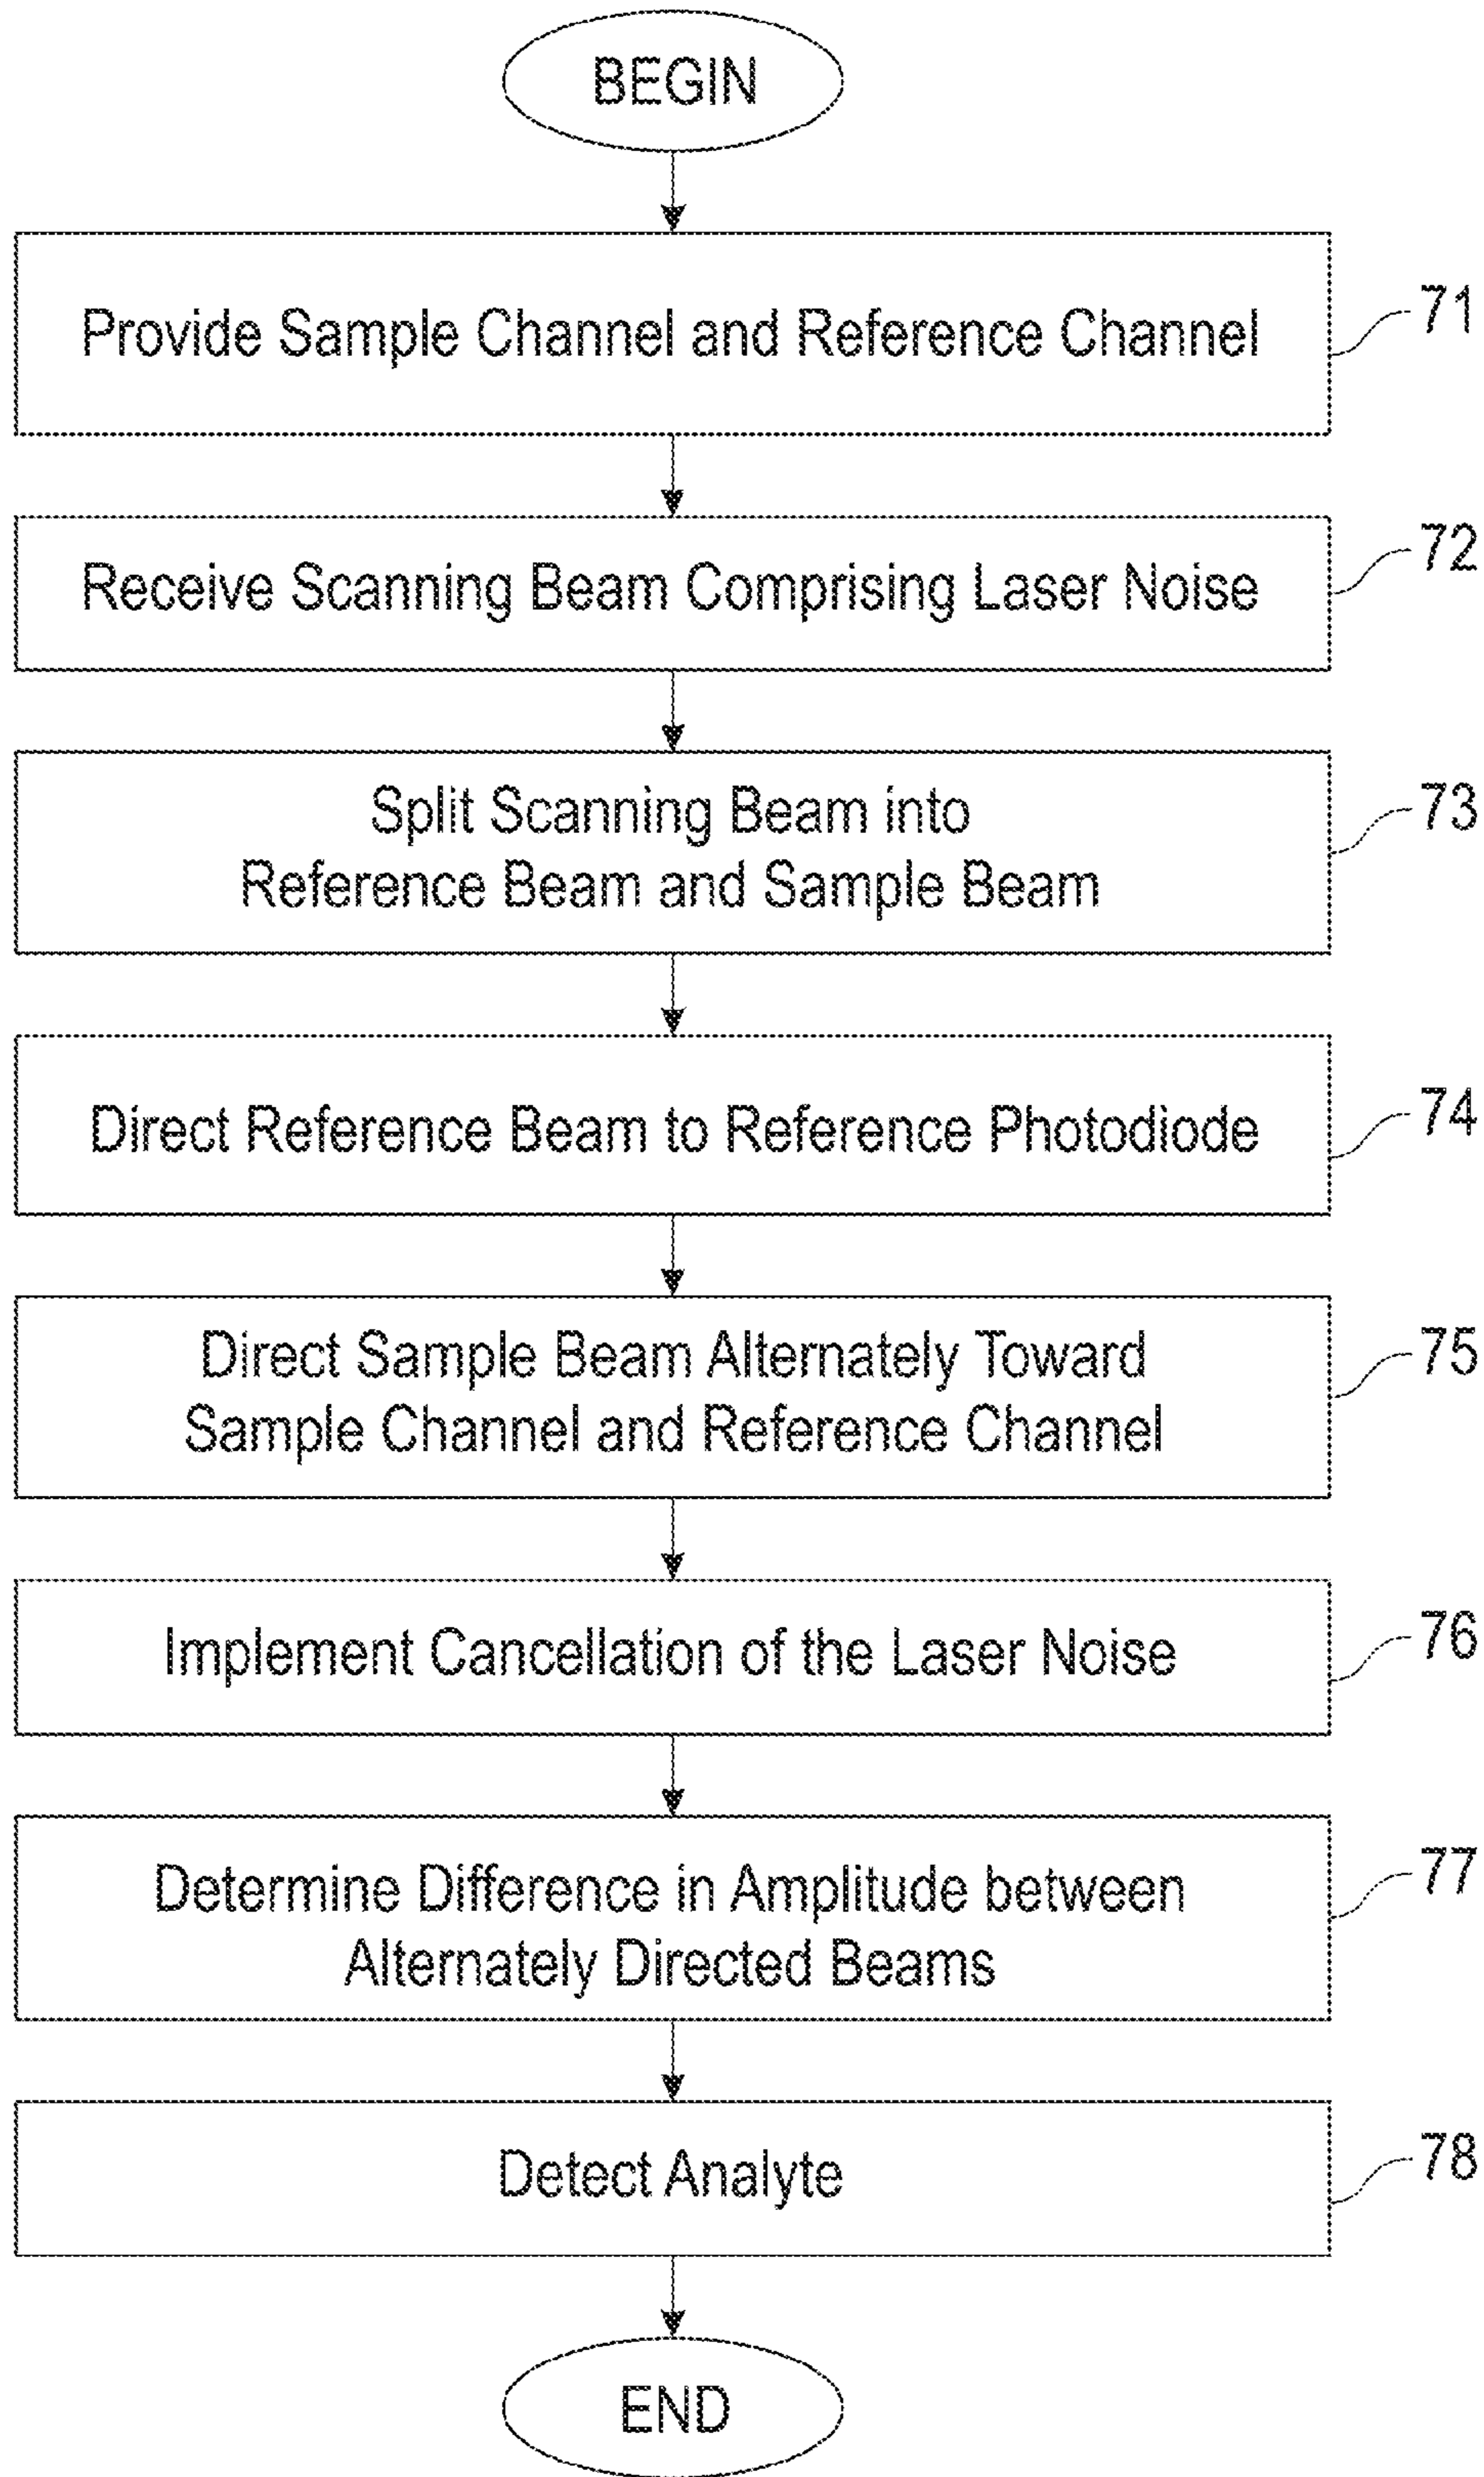 BEGIN
Provide Sample Channel and Reference Channel
71
Receive Scanning Beam Comprising Laser Noise
72
Split Scanning Beam into
Reference Beam and Sample Beam
73
Direct Reference Beam to Reference Photodiode
74
Direct Sample Beam Alternately Toward
Sample Channel and Reference Channel
75
Implement Cancellation of the Laser Noise
76
Determine Difference in Amplitude between
Alternately Directed Beams
77
Detect Analyte
78
END